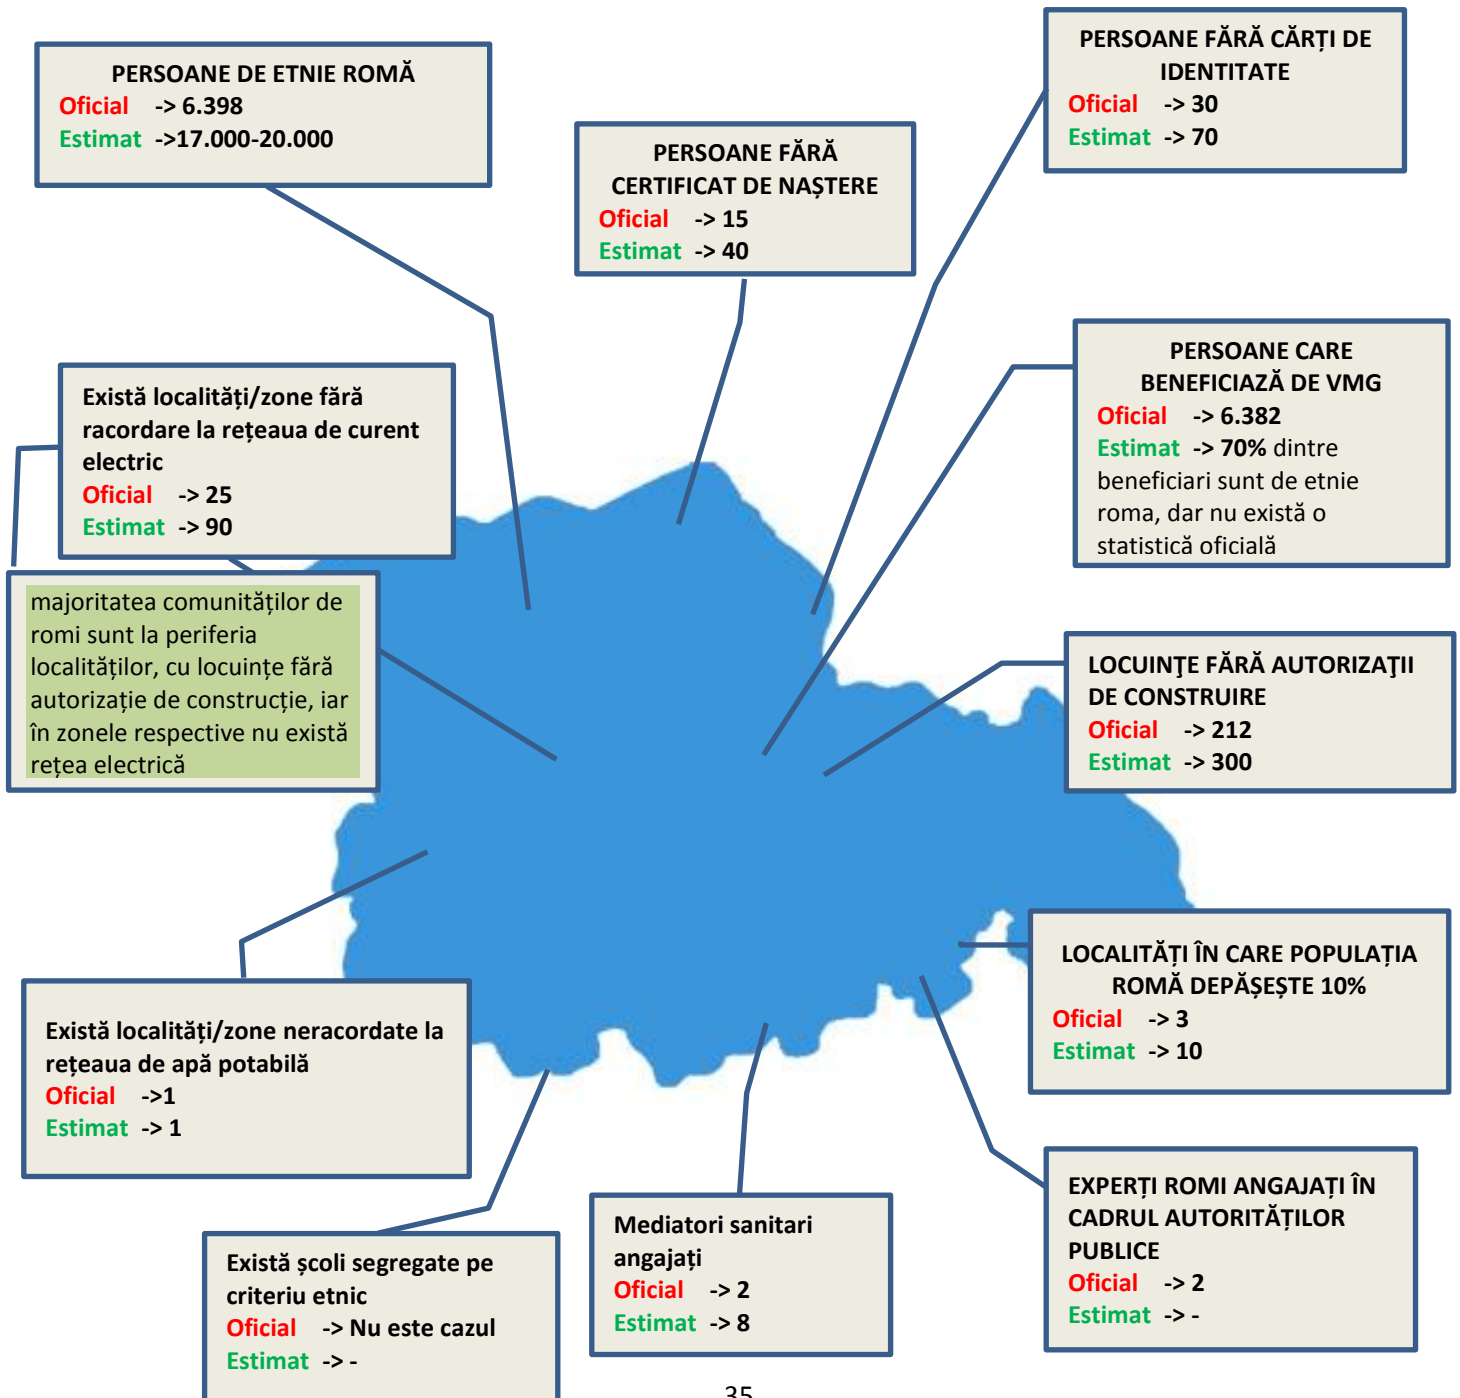 PERSOANE DE ETNIE ROMĂ
Oficial -> 6.398
Estimat ->17.000-20.000
PERSOANE FĂRĂ
CERTIFICAT DE NAȘTERE
Oficial -> 15
Estimat -> 40
PERSOANE FĂRĂ CĂRȚI DE
IDENTITATE
Oficial -> 30
Estimat -> 70
Există localități/zone fără
racordare la rețeaua de curent
electric
Oficial -> 25
Estimat -> 90
majoritatea comunităților de
romi sunt la periferia
localităților, cu locuințe fără
autorizație de construcție, iar
în zonele respective nu există
rețea electrică
PERSOANE CARE
BENEFICIAZĂ DE VMG
Oficial -> 6.382
Estimat -> 70% dintre
beneficiari sunt de etnie
roma, dar nu există o
statistică oficială
LOCUINŢE FĂRĂ AUTORIZAŢII
DE CONSTRUIRE
Oficial -> 212
Estimat -> 300
LOCALITĂȚI ÎN CARE POPULAȚIA
ROMĂ DEPĂȘEȘTE 10%
Oficial -> 3
Estimat -> 10
Există localități/zone neracordate la
rețeaua de apă potabilă
Oficial ->1
Estimat -> 1
Există școli segregate pe
criteriu etnic
Oficial -> Nu este cazul
Estimat -> -
Mediatori sanitari
angajați
Oficial -> 2
Estimat -> 8
EXPERȚI ROMI ANGAJAȚI ÎN
CADRUL AUTORITĂȚILOR
PUBLICE
Oficial -> 2
Estimat -> -
35